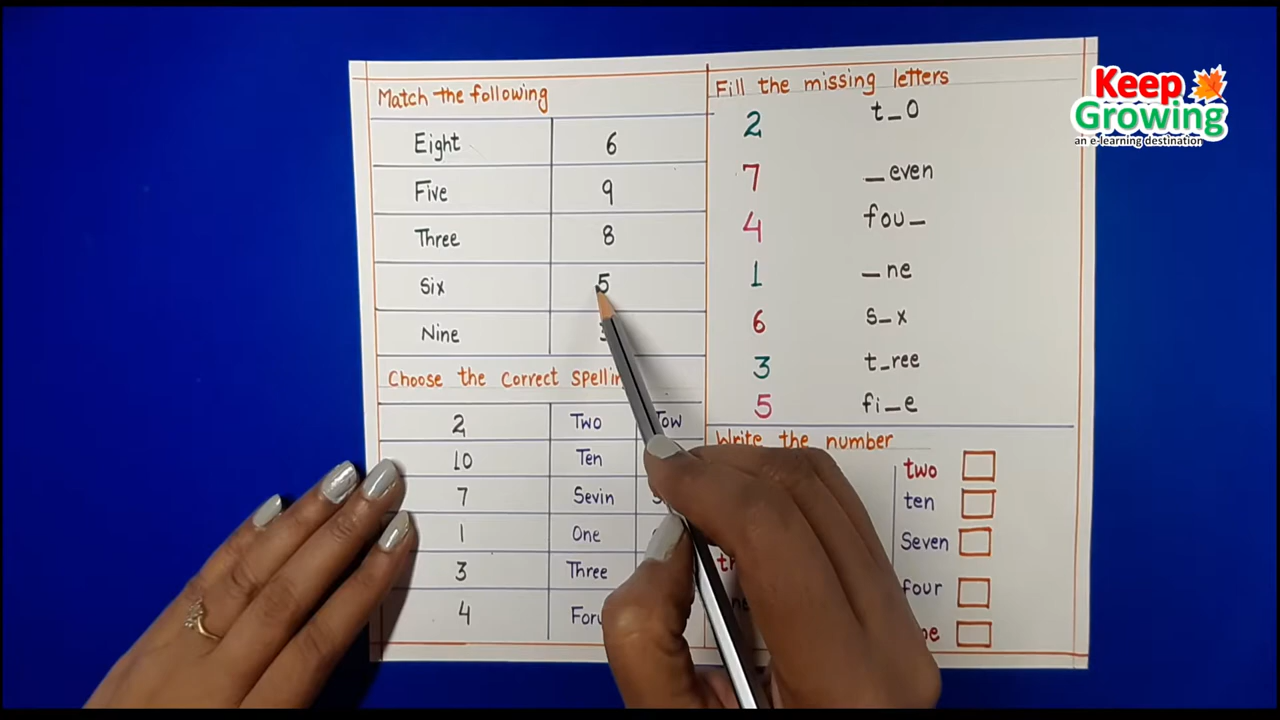 Match the following
Eight 6
Five 9
Three 8
Six 5
Nine
Choose the Correct
2 Two Tow
10 Ten
7 Sevin
1 One
3 Three
4
Fill the missing letters
2 t_o
7 _even
4 fou_
1 _ne
6 s_x
3 t_ree
5 fi_e
Write the number
two
ten
Seven
four
Keep
Growing
an e-learning destination